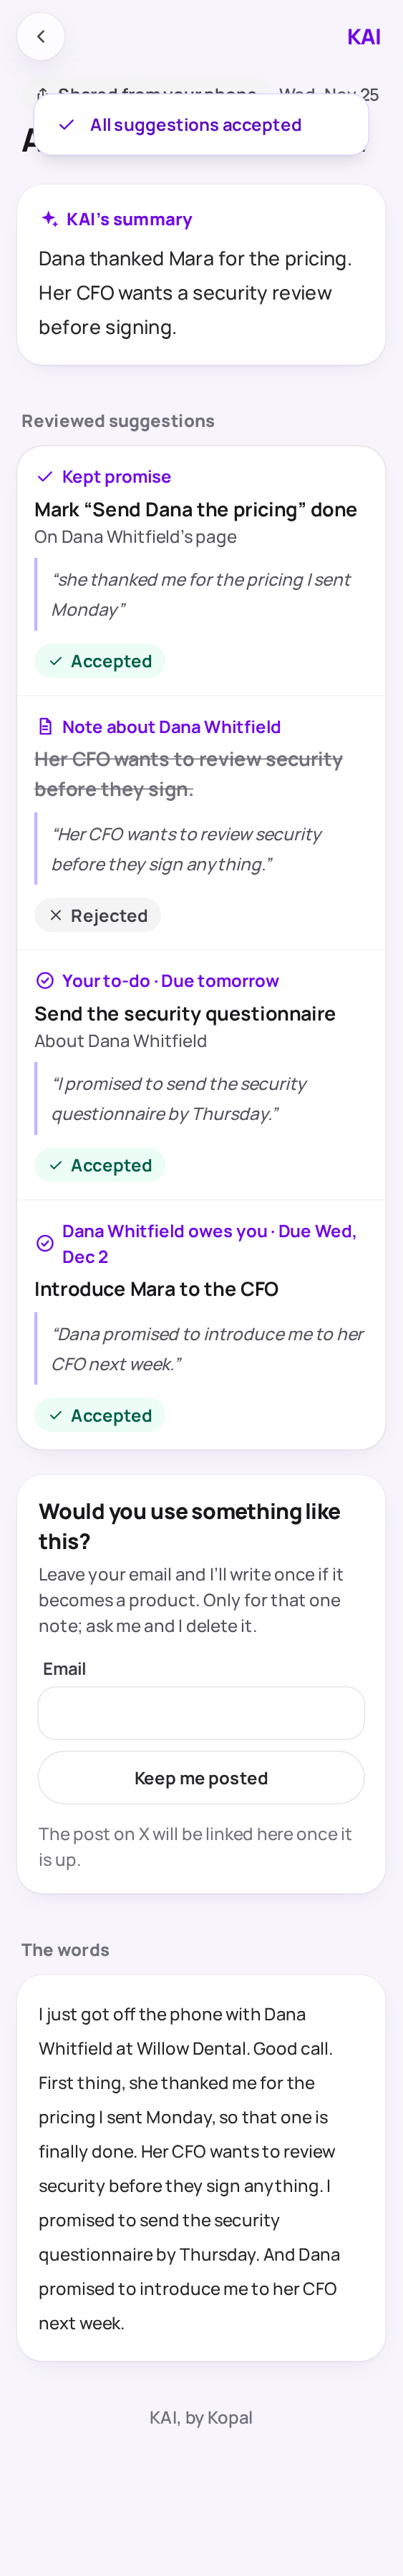 KAI
Wed, Nov 25
All suggestions accepted
KAI's summary
Dana thanked Mara for the pricing.
Her CFO wants a security review
before signing.
Reviewed suggestions
Kept promise
Mark “Send Dana the pricing” done
On Dana Whitfield's page
“she thanked me for the pricing I sent
Monday”
Accepted
Note about Dana Whitfield
Her CFO wants to review security
before they sign.
“Her CFO wants to review security
before they sign anything.”
Rejected
Your to-do · Due tomorrow
Send the security questionnaire
About Dana Whitfield
“I promised to send the security
questionnaire by Thursday.”
Accepted
Dana Whitfield owes you · Due Wed,
Dec 2
Introduce Mara to the CFO
“Dana promised to introduce me to her
CFO next week.”
Accepted
Would you use something like
this?
Leave your email and I'll write once if it
becomes a product. Only for that one
note; ask me and I delete it.
Email
Keep me posted
The post on X will be linked here once it
is up.
The words
I just got off the phone with Dana
Whitfield at Willow Dental. Good call.
First thing, she thanked me for the
pricing I sent Monday, so that one is
finally done. Her CFO wants to review
security before they sign anything. I
promised to send the security
questionnaire by Thursday. And Dana
promised to introduce me to her CFO
next week.
KAI, by Kopal